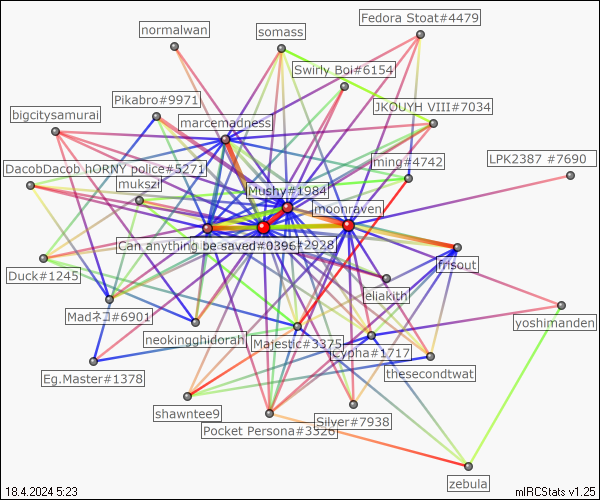 Fedora Stoat#4479
normalwan
somass
Swirly Boi#6154
Pikabro#9971
JKOUYH VIII#7034
bigcitysamurai
marcemadness
ming#4742
LPK2387 #7690
DacobDacob hORNY police#5271
mukszi
Mushy#1984
moonraven
Can anything be saved#0396
#2928
frisout
Duck#1245
eliakith
Madネコ#6901
yoshimanden
neokingghidorah
Majestic#3375
Cypha#1717
thesecondtwat
Eg.Master#1378
shawntee9
Silver#7938
Pocket Persona#3326
zebula
18.4.2024 5:23
mIRCStats v1.25